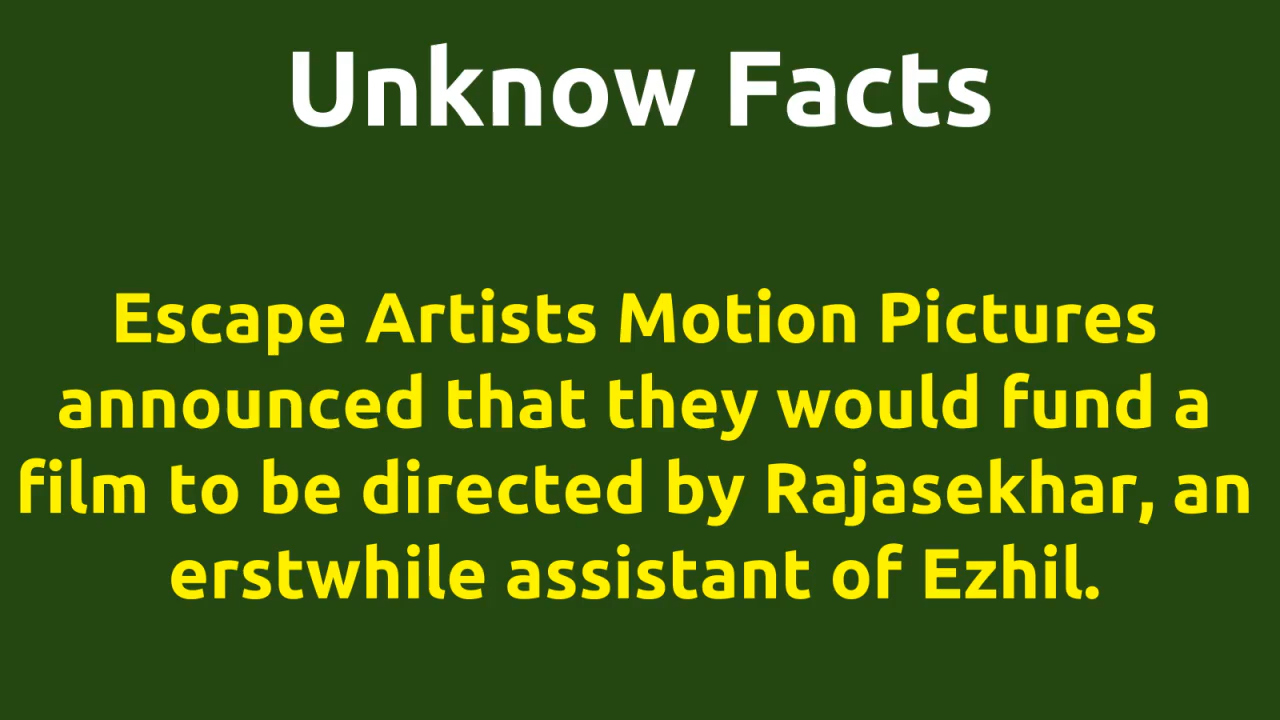 Unknow Facts
Escape Artists Motion Pictures
announced that they would fund a
film to be directed by Rajasekhar, an
erstwhile assistant of Ezhil.